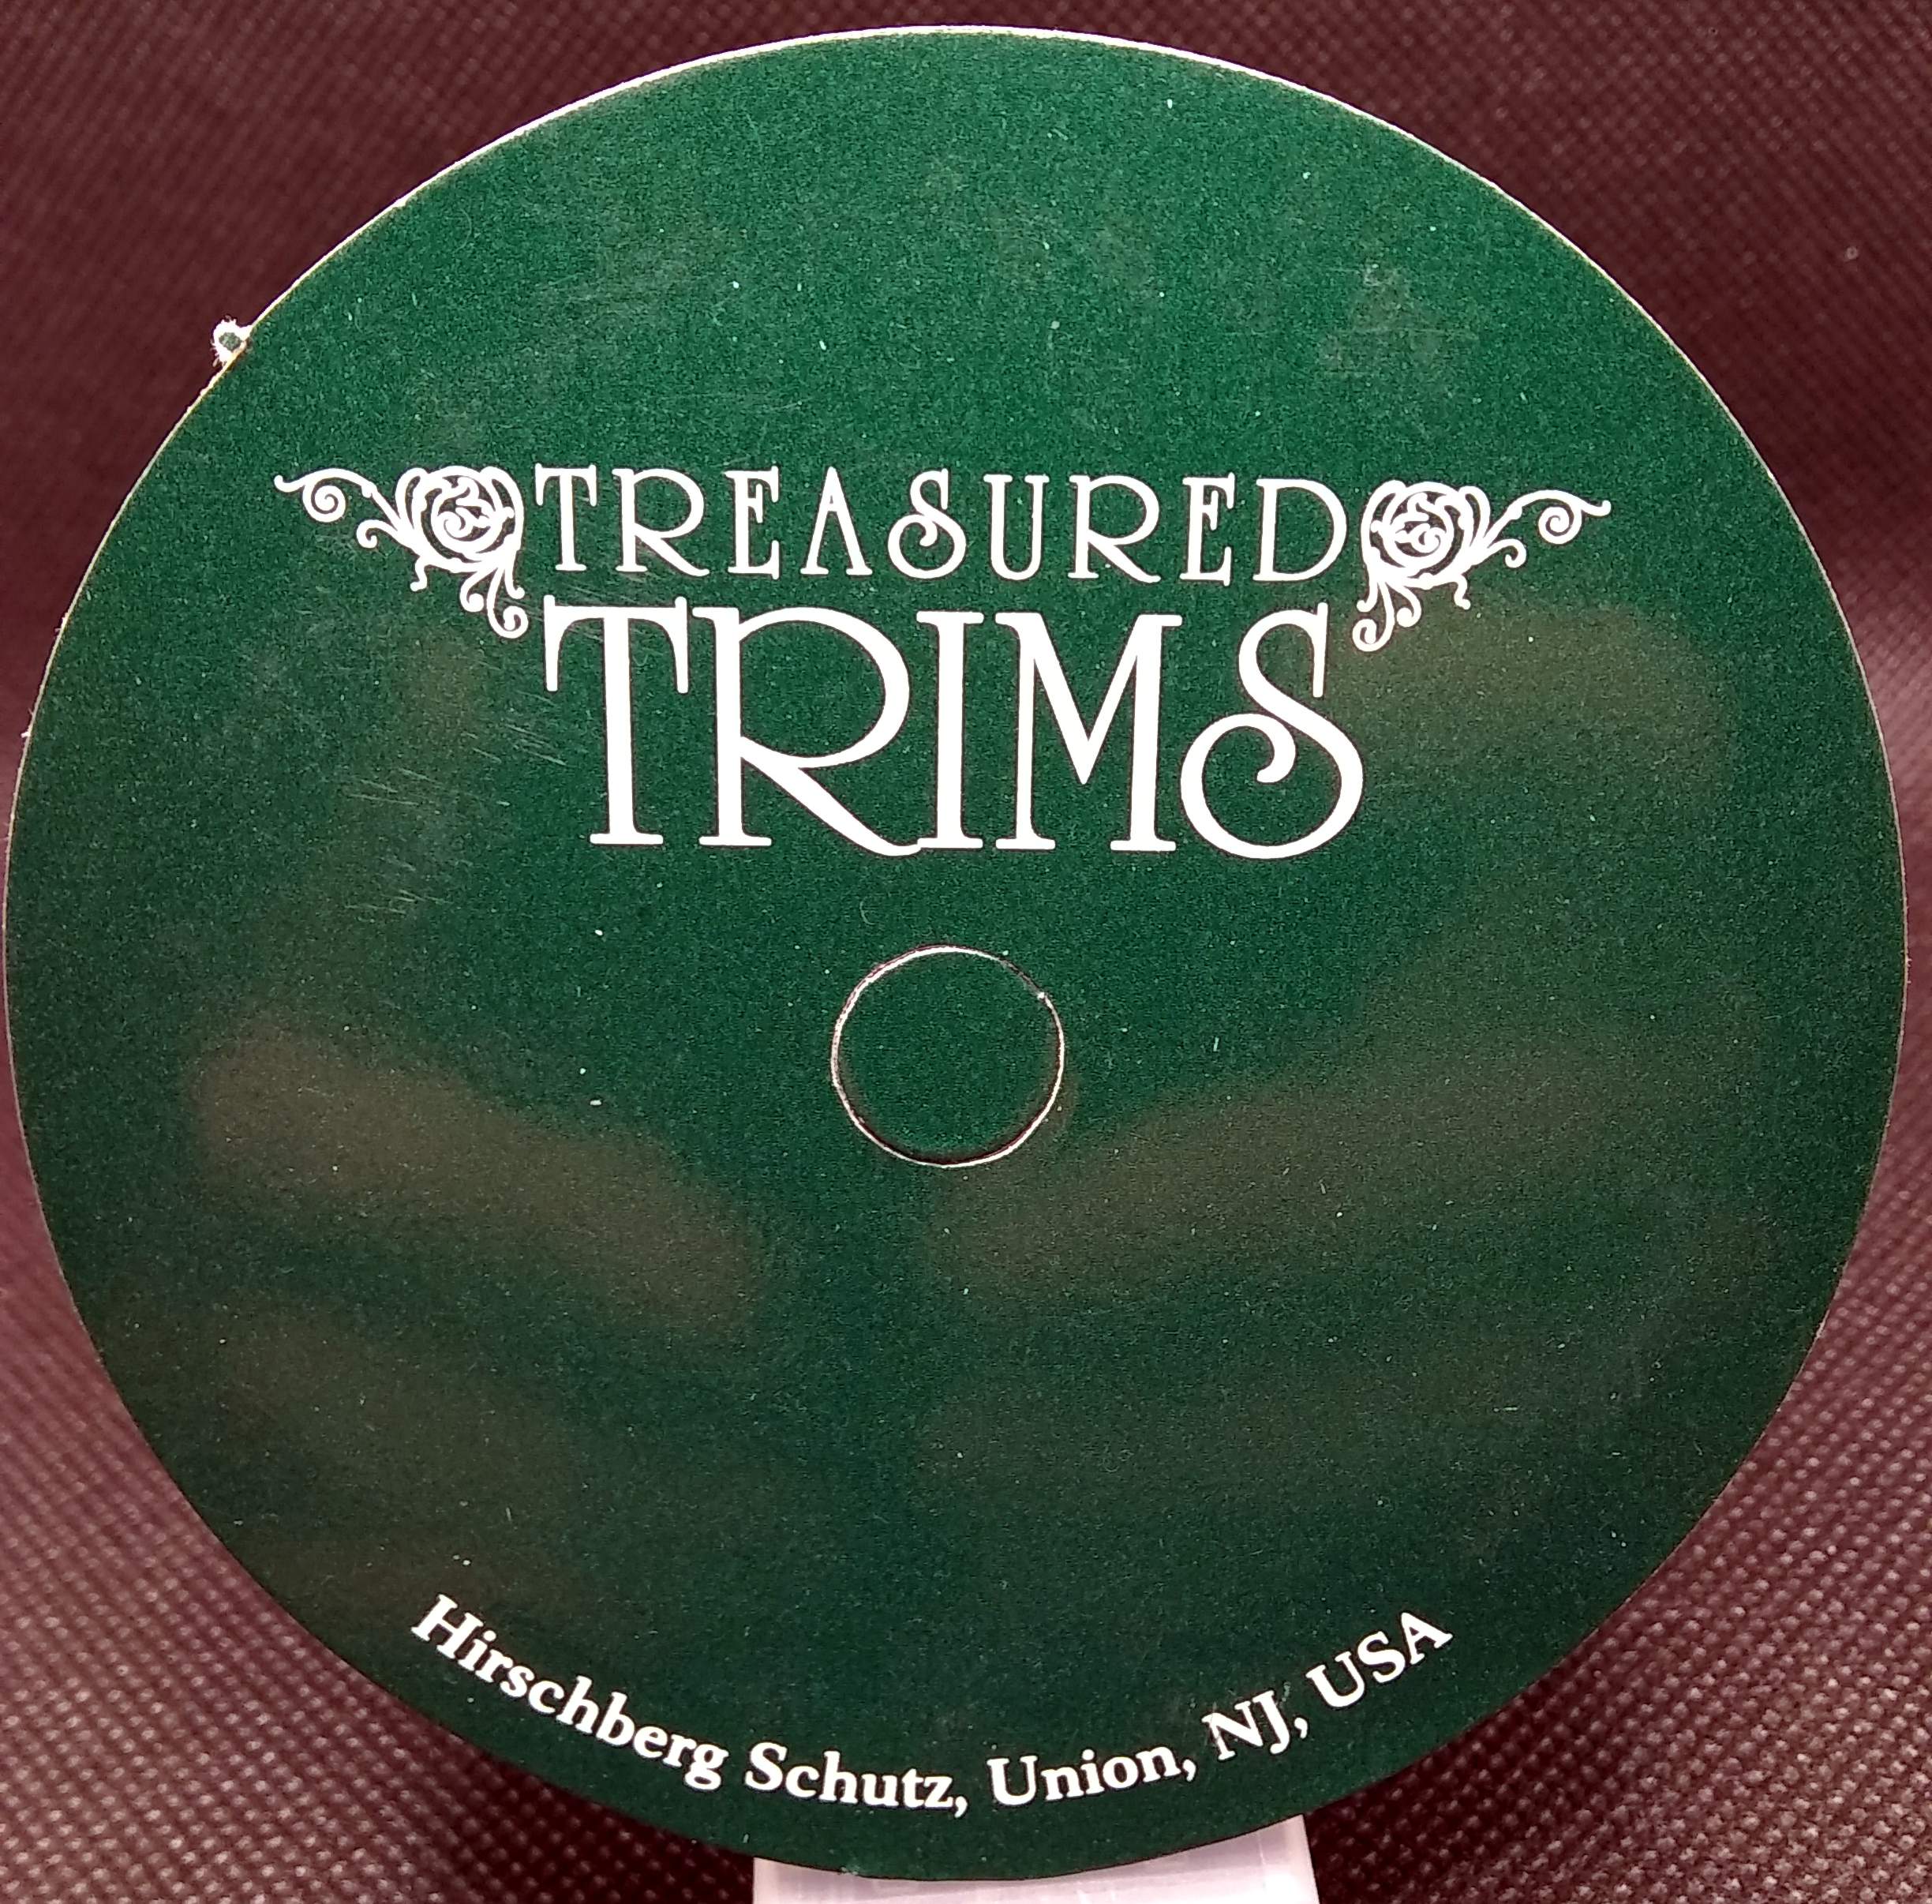 TREASURED
TRIMS
Hirschberg Schutz, Union, NJ, USA